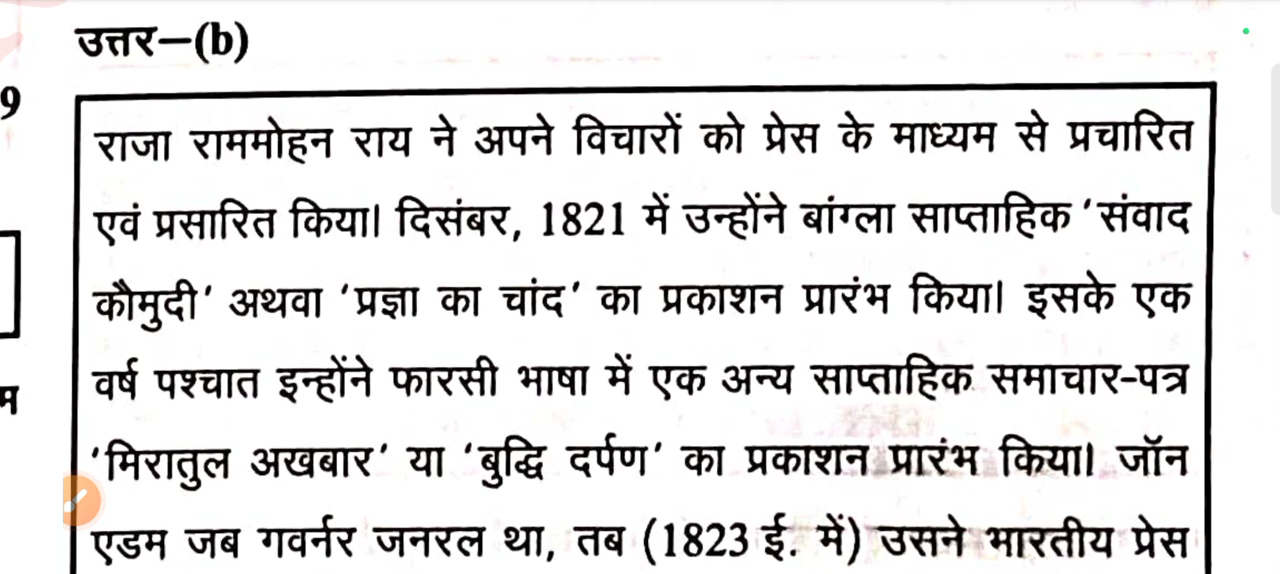 उत्तर–(b)
9
राजा राममोहन राय ने अपने विचारों को प्रेस के माध्यम से प्रचारित
एवं प्रसारित किया। दिसंबर, 1821 में उन्होंने बांग्ला साप्ताहिक ‘संवाद
कौमुदी’ अथवा ‘प्रज्ञा का चांद’ का प्रकाशन प्रारंभ किया। इसके एक
वर्ष पश्चात इन्होंने फारसी भाषा में एक अन्य साप्ताहिक समाचार-पत्र
म
‘मिरातुल अखबार’ या ‘बुद्धि दर्पण’ का प्रकाशन प्रारंभ किया। जॉन
एडम जब गवर्नर जनरल था, तब (1823 ई. में) उसने भारतीय प्रेस